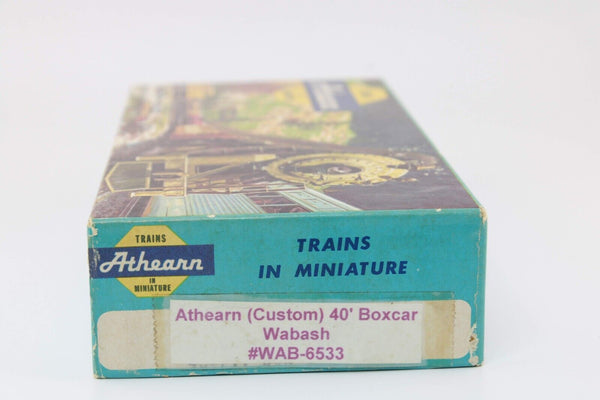 TRAINS
Athearn
IN
MINIATURE
TRAINS
IN MINIATURE
Athearn (Custom) 40' Boxcar
Wabash
#WAB-6533